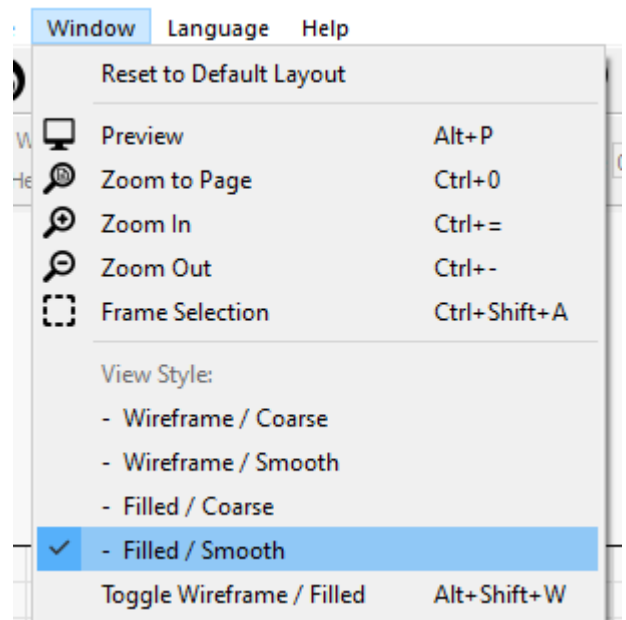 Window Language Help
Reset to Default Layout
Preview Alt+P
Zoom to Page Ctrl+0
Zoom In Ctrl+=
Zoom Out Ctrl+-
Frame Selection Ctrl+Shift+A
View Style:
- Wireframe / Coarse
- Wireframe / Smooth
- Filled / Coarse
- Filled / Smooth
Toggle Wireframe / Filled Alt+Shift+W